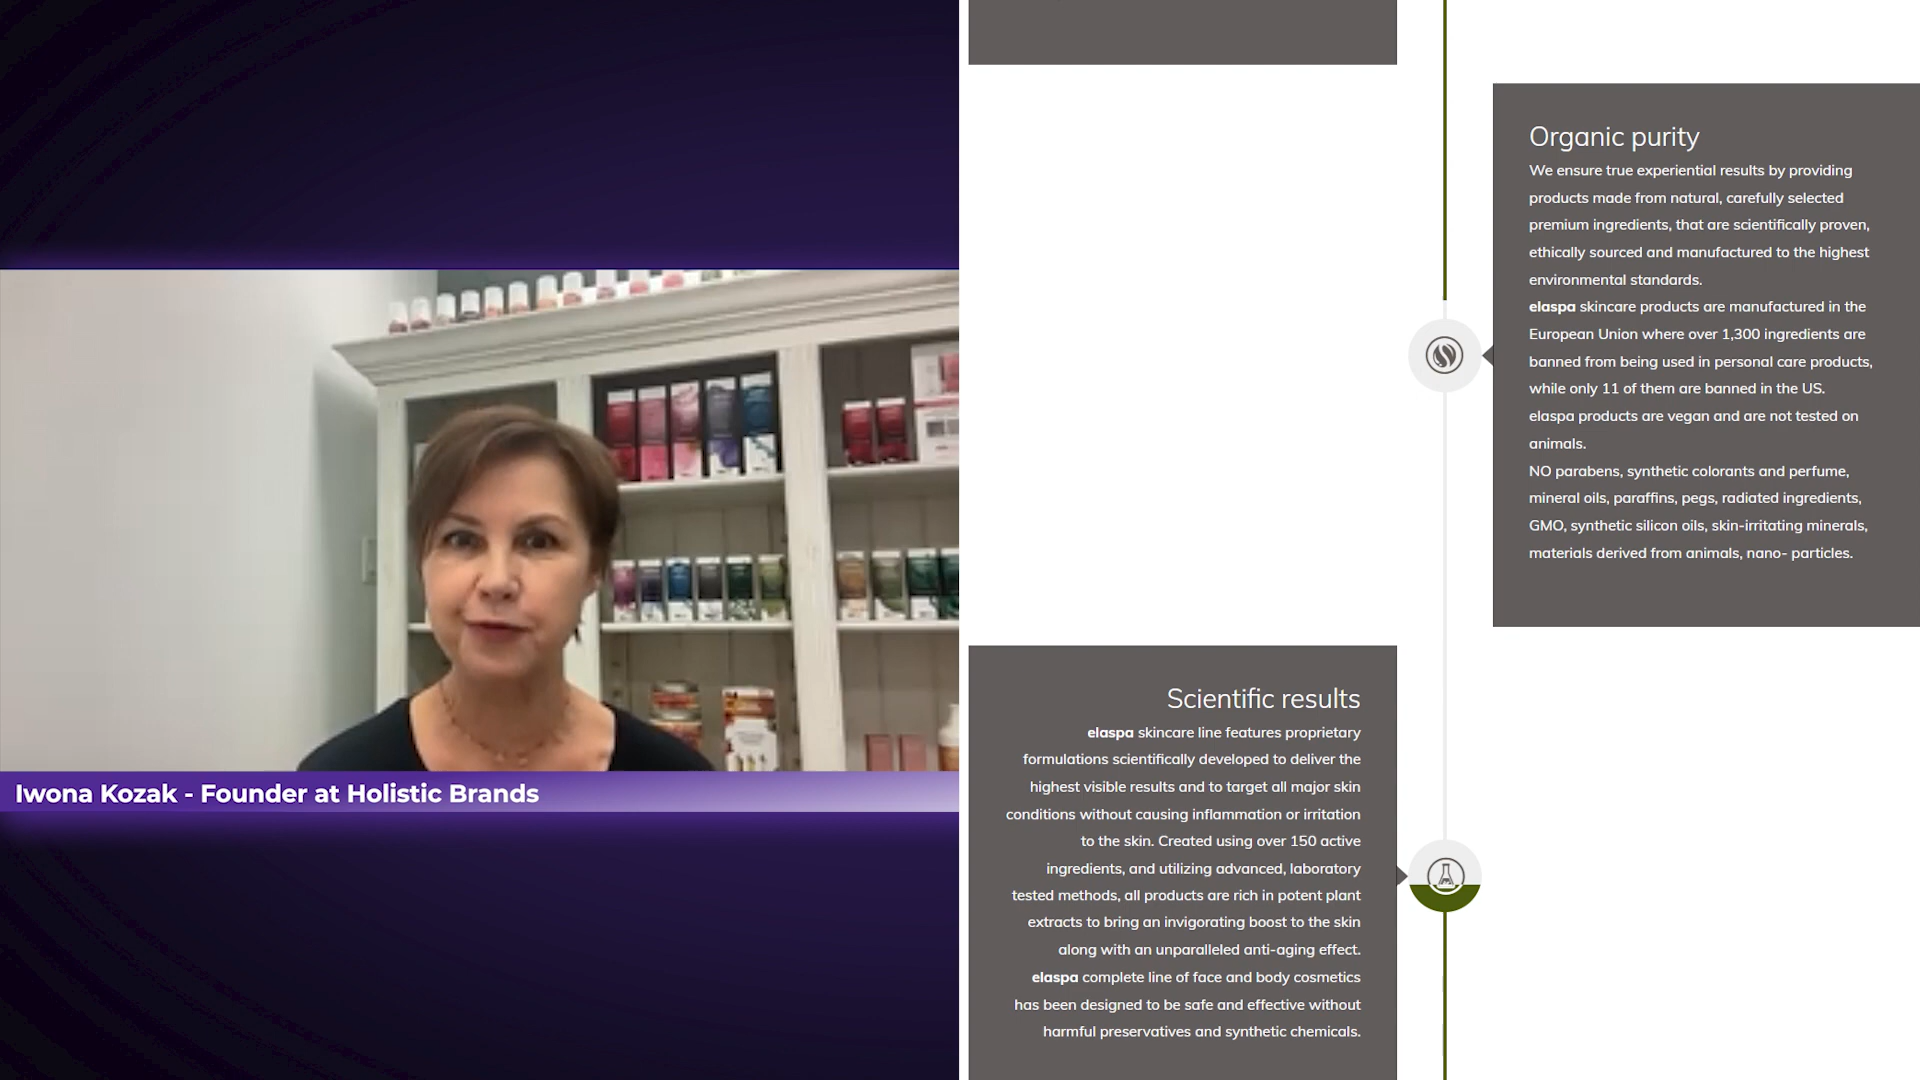 Iwona Kozak - Founder at Holistic Brands
Organic purity
We ensure true experiential results by providing
products made from natural, carefully selected
premium ingredients, that are scientifically proven,
ethically sourced and manufactured to the highest
environmental standards.
elaspa skincare products are manufactured in the
European Union where over 1,300 ingredients are
banned from being used in personal care products,
while only 11 of them are banned in the US.
elaspa products are vegan and are not tested on
animals.
NO parabens, synthetic colorants and perfume,
mineral oils, paraffins, pegs, radiated ingredients,
GMO, synthetic silicon oils, skin-irritating minerals,
materials derived from animals, nano- particles.
Scientific results
elaspa skincare line features proprietary
formulations scientifically developed to deliver the
highest visible results and to target all major skin
conditions without causing inflammation or irritation
to the skin. Created using over 150 active
ingredients, and utilizing advanced, laboratory
tested methods, all products are rich in potent plant
extracts to bring an invigorating boost to the skin
along with an unparalleled anti-aging effect.
elaspa complete line of face and body cosmetics
has been designed to be safe and effective without
harmful preservatives and synthetic chemicals.